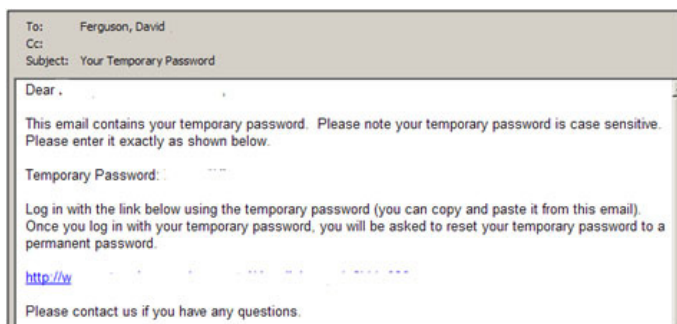 To: Ferguson, David
Cc:
Subject: Your Temporary Password
Dear
This email contains your temporary password. Please note your temporary password is case sensitive.
Please enter it exactly as shown below.
Temporary Password:
Log in with the link below using the temporary password (you can copy and paste it from this email).
Once you log in with your temporary password, you will be asked to reset your temporary password to a
permanent password.
http://w
Please contact us if you have any questions.